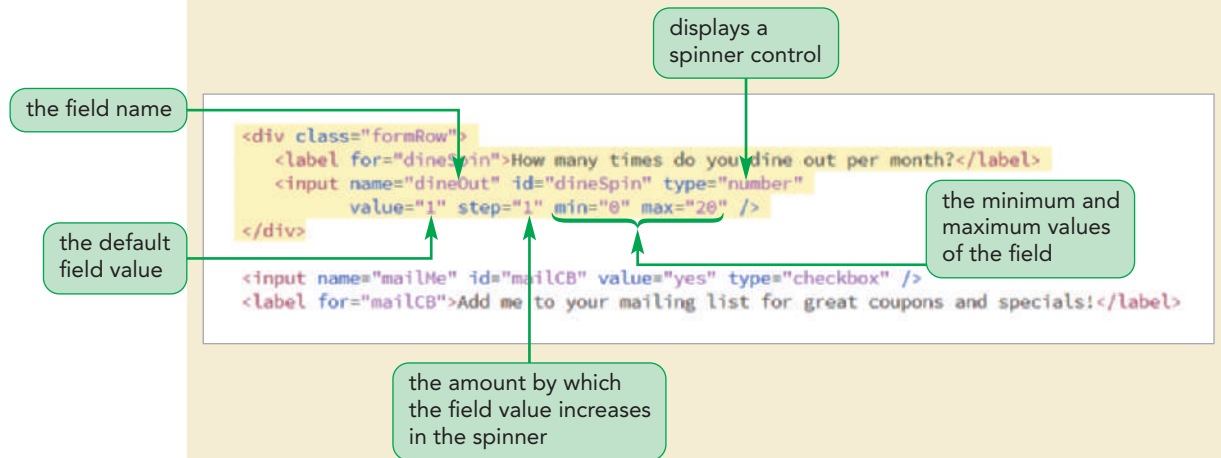 displays a
spinner control
the field name
<div class="formRow">
<label for="dineSpin">How many times do you dine out per month?</label>
<input name="dineOut" id="dineSpin" type="number"
value="1" step="1" min="0" max="20" />
</div>
the minimum and
maximum values
of the field
the default
field value
<input name="mailMe" id="mailCB" value="yes" type="checkbox" />
<label for="mailCB">Add me to your mailing list for great coupons and specials!</label>
the amount by which
the field value increases
in the spinner